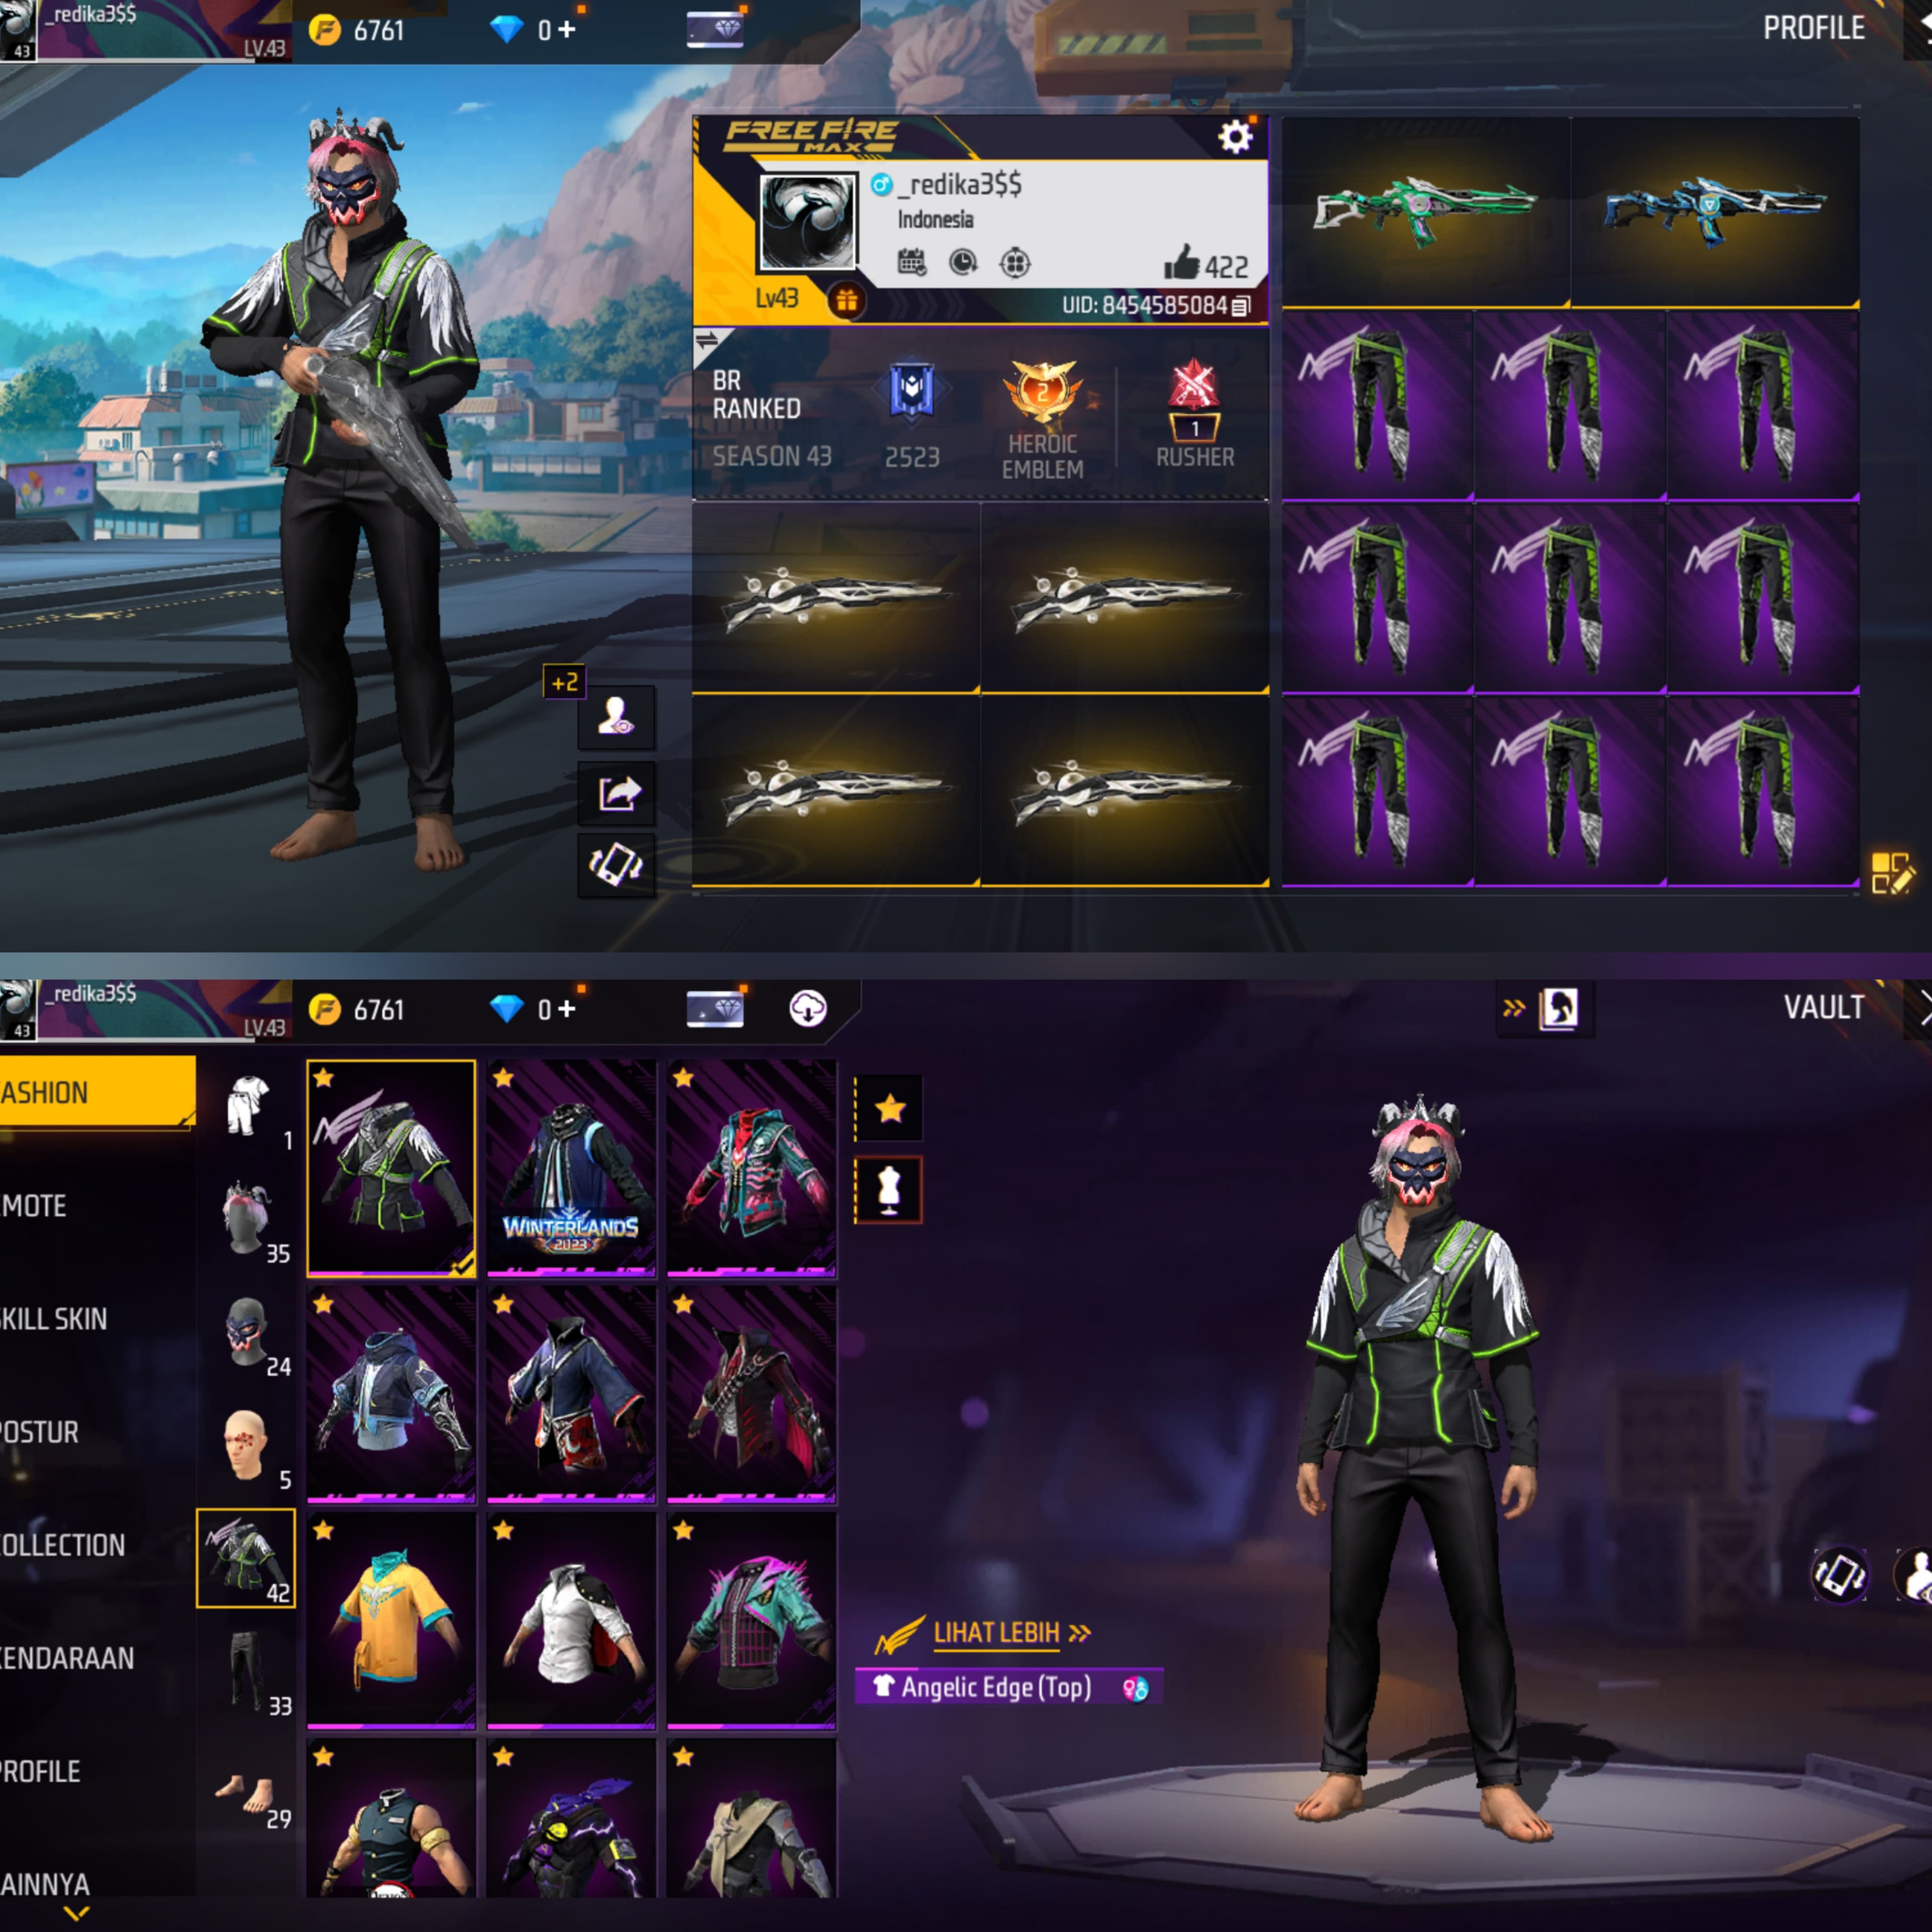 _redika3$$
43
LV.43
6761
0+
PROFILE
FREE FIRE
MAX
_redika3$$
Indonesia
422
Lv43
UID: 8454585084
BR
RANKED
SEASON 43
2523
2
HEROIC
EMBLEM
1
RUSHER
+2
_redika3$$
43
LV.43
6761
0+
VAULT
ASHION
MOTE
KILL SKIN
OSTUR
OLLECTION
ENDARAAN
ROFILE
AINNYA
1
35
24
5
42
33
29
WINTERLANDS
2023
LIHAT LEBIH
Angelic Edge (Top)